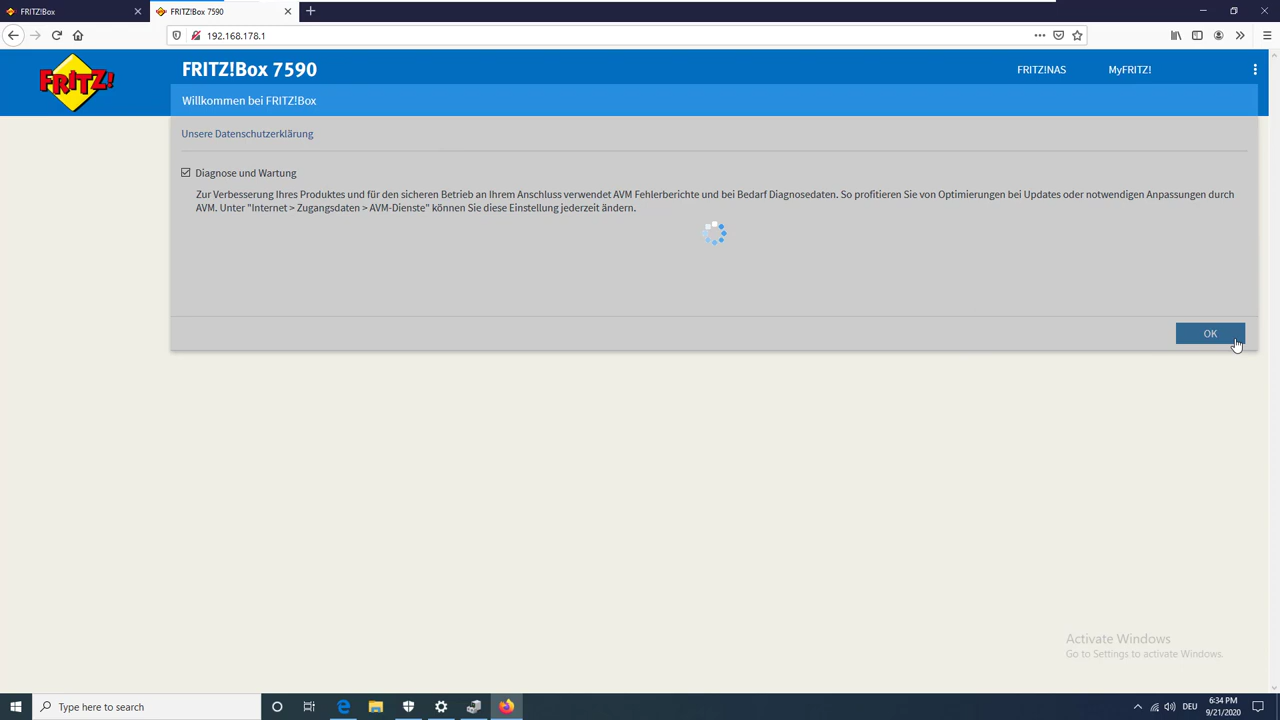 FRITZ!Box
FRITZ!Box 7590
192.168.178.1
FRITZ!
FRITZ!Box 7590
FRITZ!NAS
MyFRITZ!
Willkommen bei FRITZ!Box
Unsere Datenschutzerklärung
Diagnose und Wartung
Zur Verbesserung Ihres Produktes und für den sicheren Betrieb an Ihrem Anschluss verwendet AVM Fehlerberichte und bei Bedarf Diagnosedaten. So profitieren Sie von Optimierungen bei Updates oder notwendigen Anpassungen durch
AVM. Unter "Internet > Zugangsdaten > AVM-Dienste" können Sie diese Einstellung jederzeit ändern.
OK
Activate Windows
Go to Settings to activate Windows.
Type here to search
DEU
6:34 PM
9/21/2020